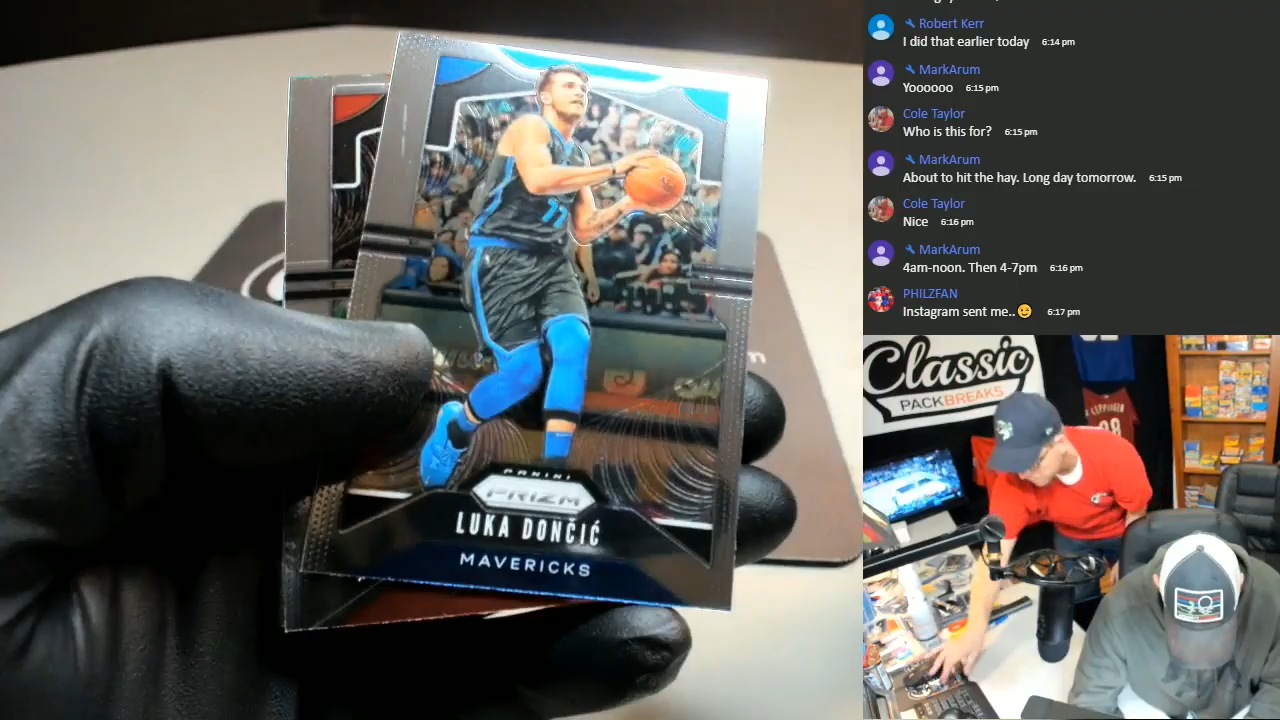 Robert Kerr
I did that earlier today 6:14 pm
MarkArum
Yoooooo 6:15 pm
Cole Taylor
Who is this for? 6:15 pm
MarkArum
About to hit the hay. Long day tomorrow. 6:15 pm
Cole Taylor
Nice 6:16 pm
MarkArum
4am-noon. Then 4-7pm 6:16 pm
PHILZFAN
Instagram sent me..😉 6:17 pm
PANINI
PRIZM
LUKA DONČIĆ
MAVERICKS
Classic
PACKBREAKS